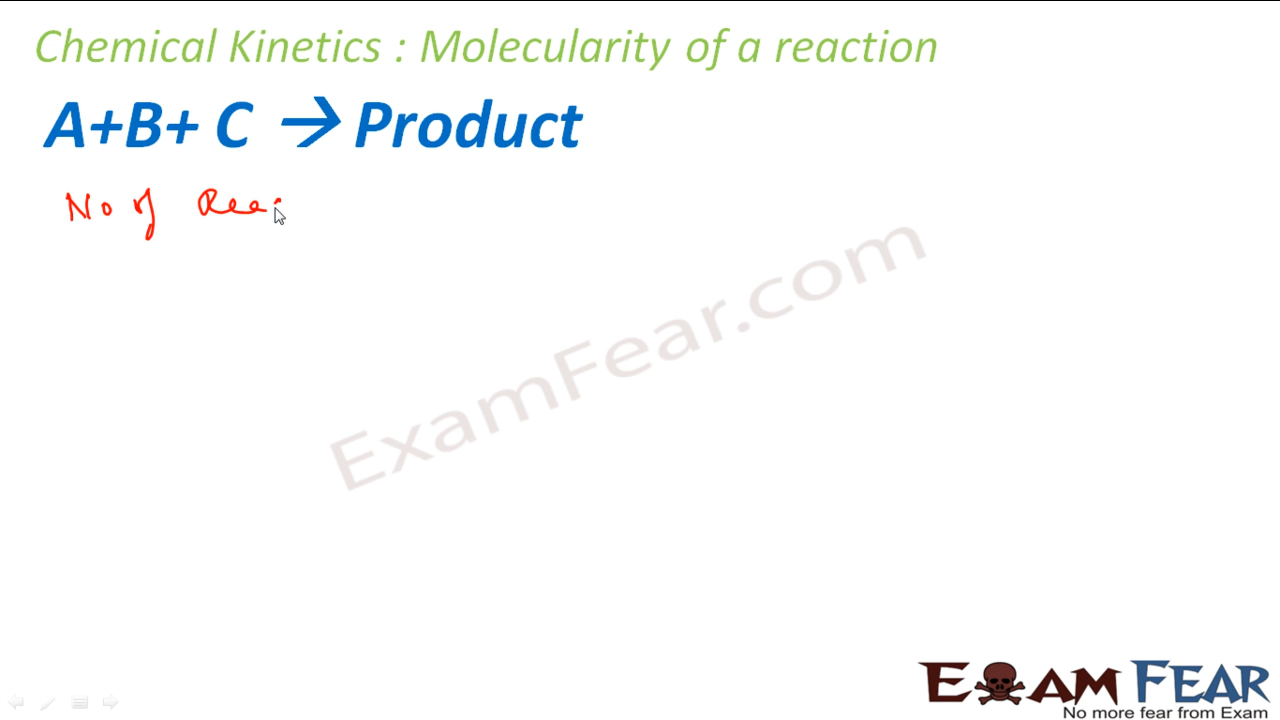 Chemical Kinetics : Molecularity of a reaction
A+B+ C → Product
No of
ExamFear.com
EXAM FEAR
No more fear from Exam